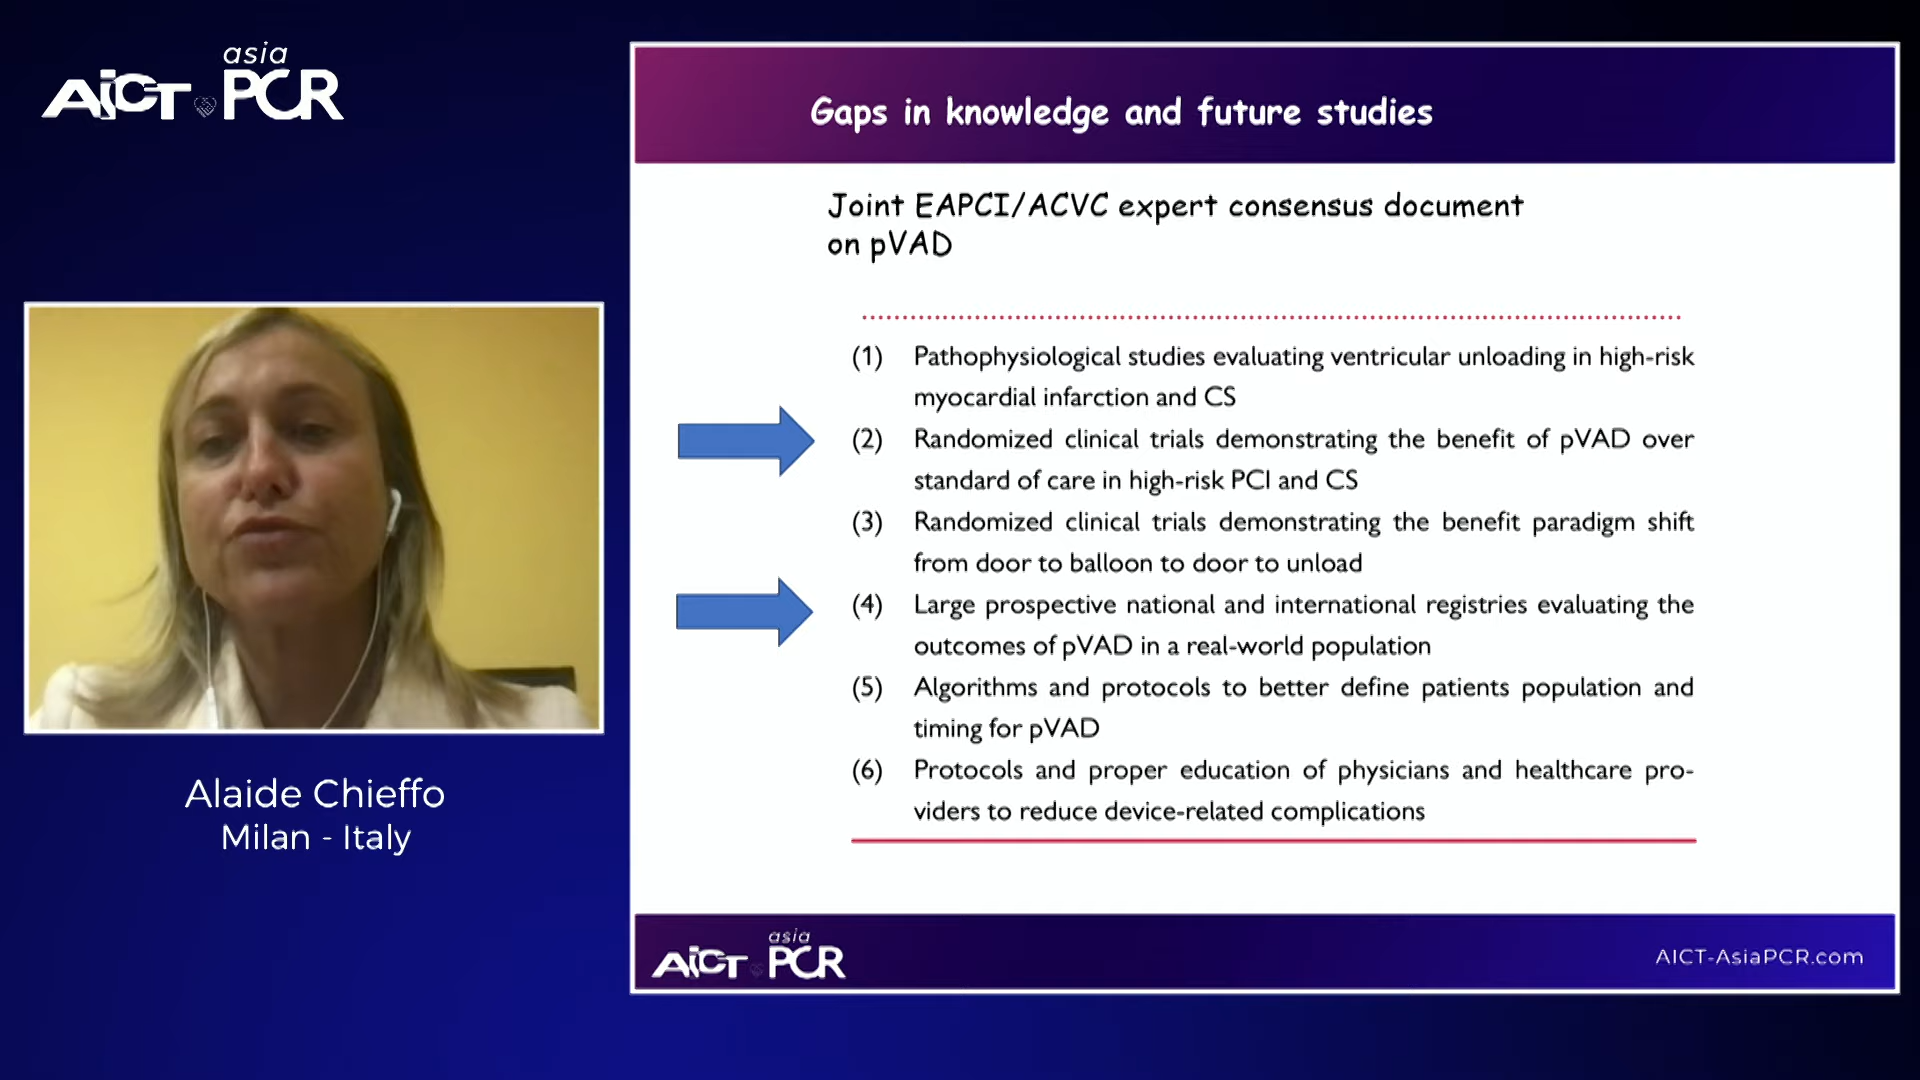 asia
AICT PCR
Alaide Chieffo
Milan - Italy
Gaps in knowledge and future studies
Joint EAPCI/ACVC expert consensus document
on pVAD
(1) Pathophysiological studies evaluating ventricular unloading in high-risk
myocardial infarction and CS
(2) Randomized clinical trials demonstrating the benefit of pVAD over
standard of care in high-risk PCI and CS
(3) Randomized clinical trials demonstrating the benefit paradigm shift
from door to balloon to door to unload
(4) Large prospective national and international registries evaluating the
outcomes of pVAD in a real-world population
(5) Algorithms and protocols to better define patients population and
timing for pVAD
(6) Protocols and proper education of physicians and healthcare pro-
viders to reduce device-related complications
asia
AICT PCR
AICT-AsiaPCR.com